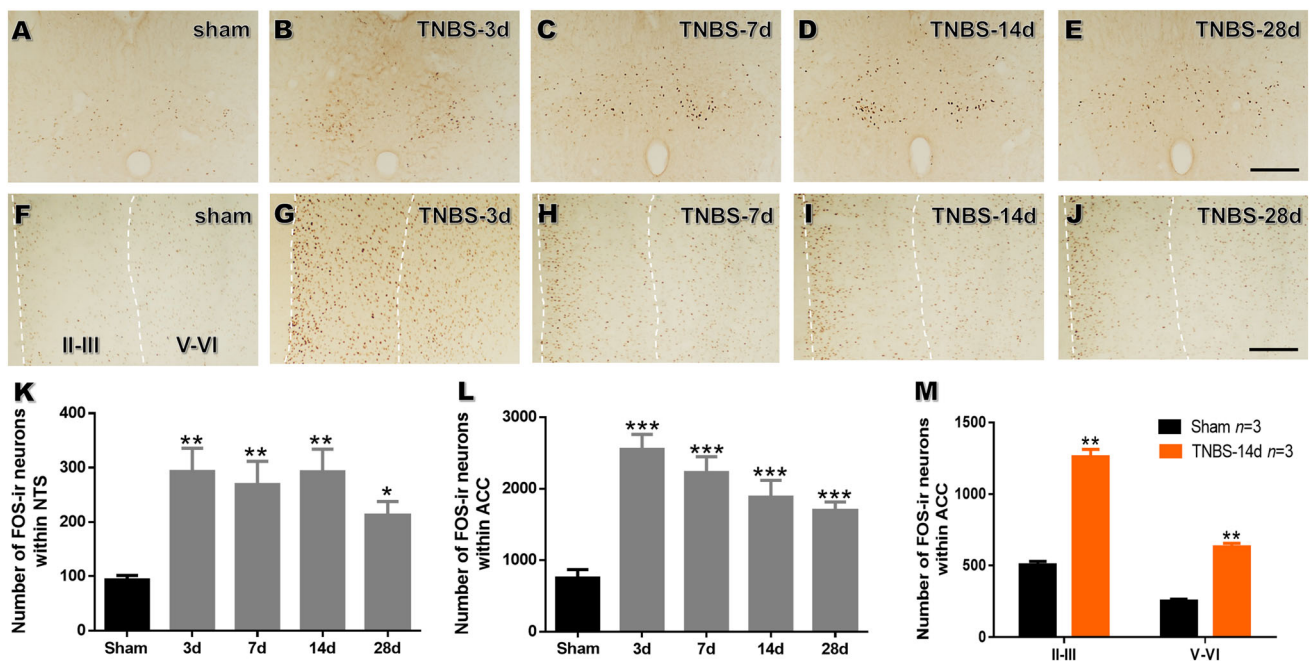 A sham
B TNBS-3d
C TNBS-7d
D TNBS-14d
E TNBS-28d
F sham
II-III V-VI
G TNBS-3d
H TNBS-7d
I TNBS-14d
J TNBS-28d
K
Number of FOS-ir neurons
within NTS
400
300
200
100
0
**
**
**
*
Sham 3d 7d 14d 28d
L
Number of FOS-ir neurons
within ACC
3000
2000
1000
0
***
***
***
***
Sham 3d 7d 14d 28d
M
Number of FOS-ir neurons
within ACC
1500
1000
500
0
Sham n=3
TNBS-14d n=3
**
**
II-III V-VI